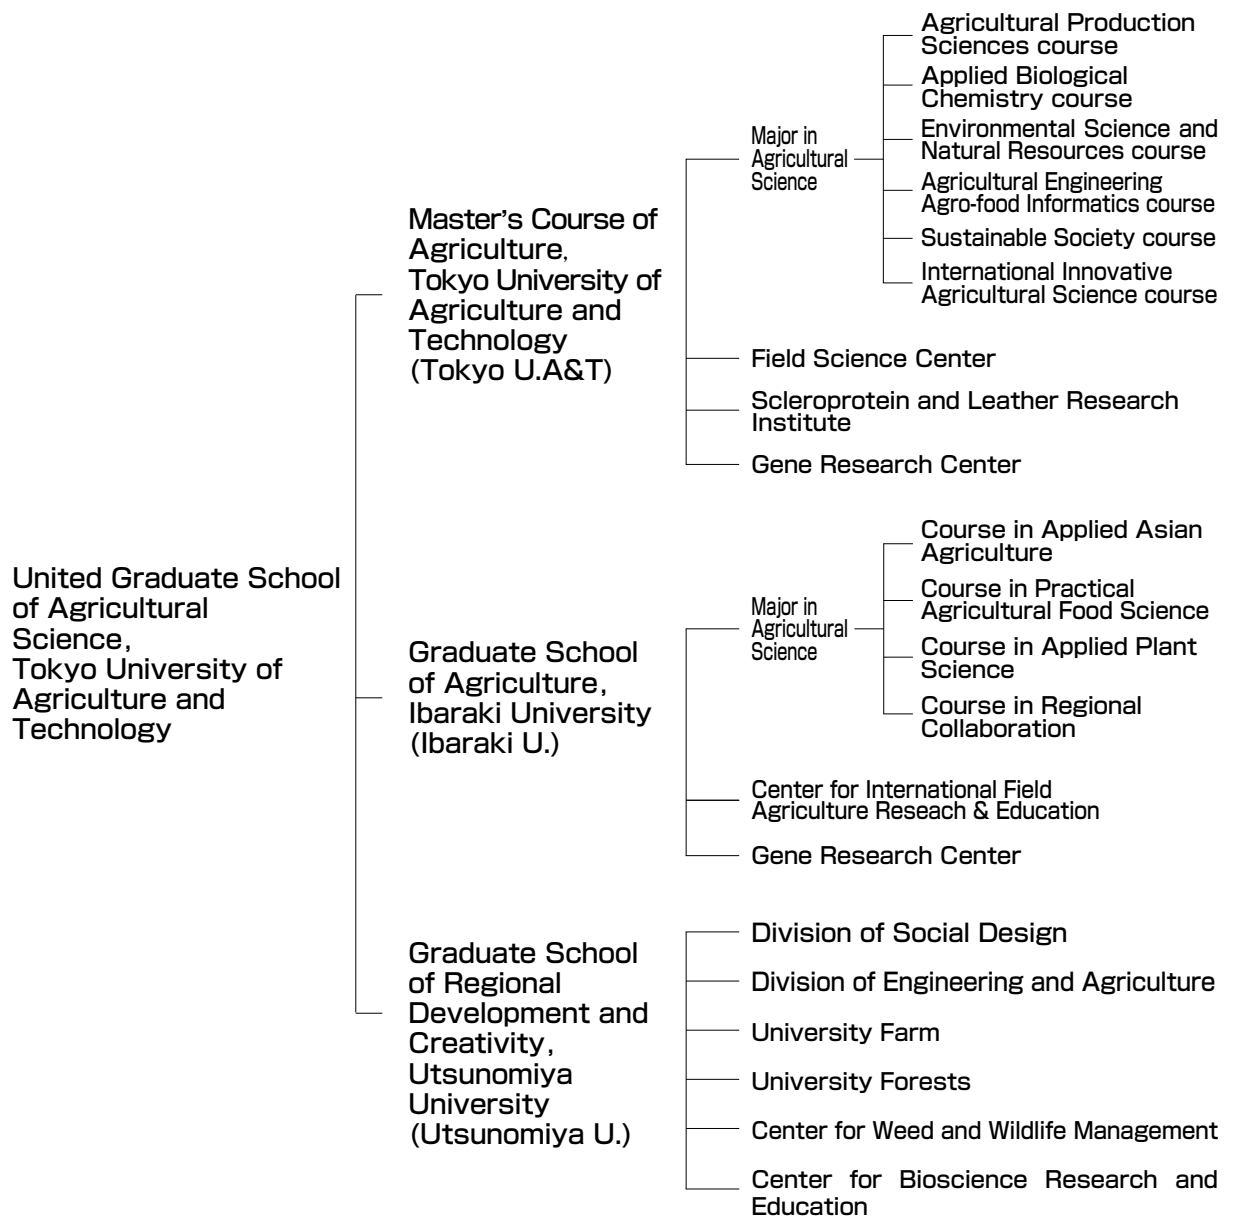 United Graduate School
of Agricultural
Science,
Tokyo University of
Agriculture and
Technology
Master's Course of
Agriculture,
Tokyo University of
Agriculture and
Technology
(Tokyo U.A&T)
Major in
Agricultural
Science
Agricultural Production
Sciences course
Applied Biological
Chemistry course
Environmental Science and
Natural Resources course
Agricultural Engineering
Agro-food Informatics course
Sustainable Society course
International Innovative
Agricultural Science course
Field Science Center
Scleroprotein and Leather Research
Institute
Gene Research Center
Graduate School
of Agriculture,
Ibaraki University
(Ibaraki U.)
Major in
Agricultural
Science
Course in Applied Asian
Agriculture
Course in Practical
Agricultural Food Science
Course in Applied Plant
Science
Course in Regional
Collaboration
Center for International Field
Agriculture Reseach & Education
Gene Research Center
Graduate School
of Regional
Development and
Creativity,
Utsunomiya
University
(Utsunomiya U.)
Division of Social Design
Division of Engineering and Agriculture
University Farm
University Forests
Center for Weed and Wildlife Management
Center for Bioscience Research and
Education